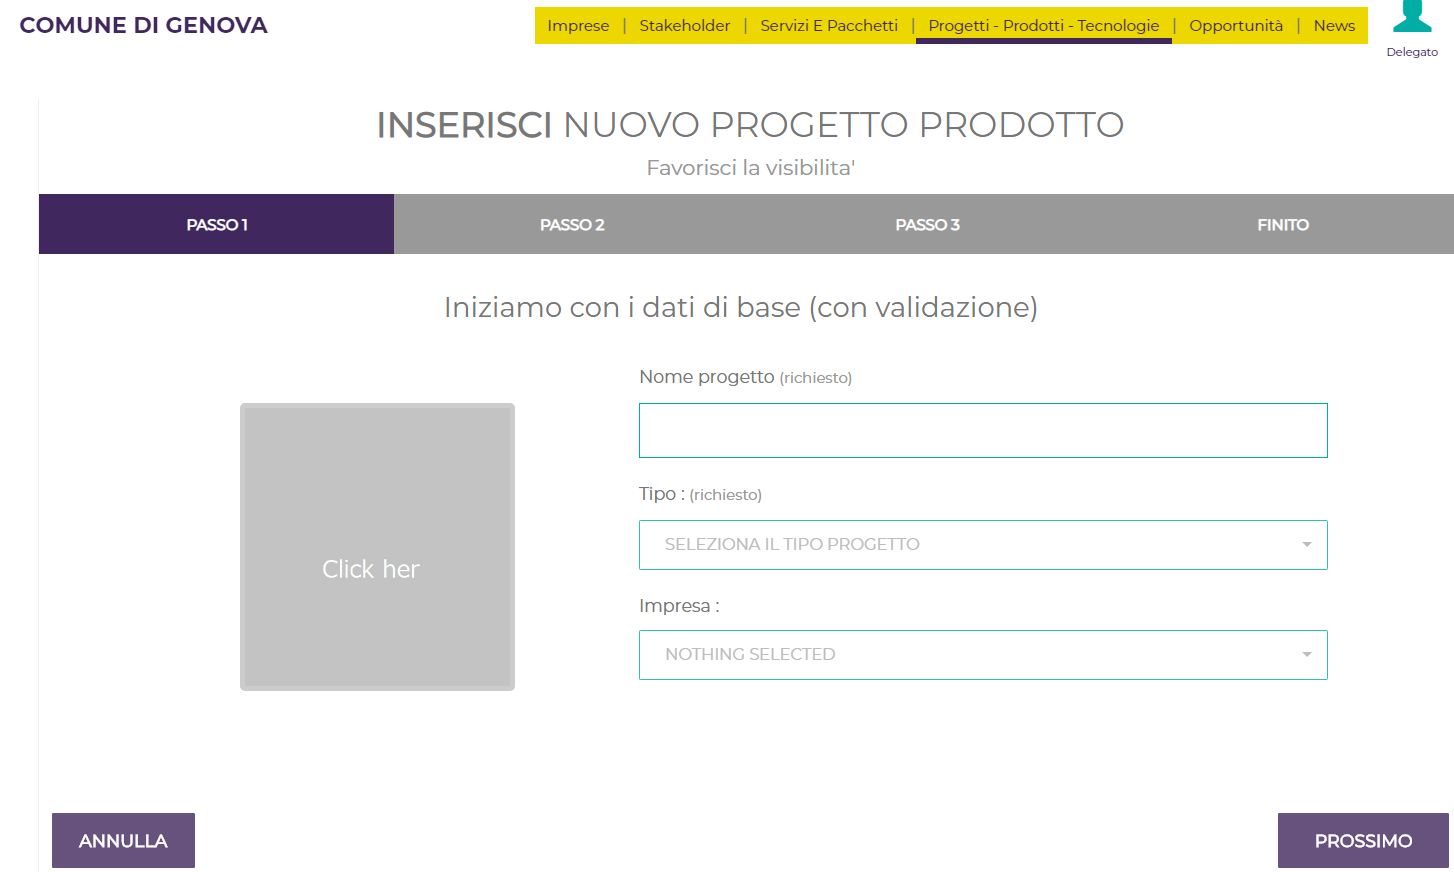 COMUNE DI GENOVA
Imprese | Stakeholder | Servizi E Pacchetti | Progetti - Prodotti - Tecnologie | Opportunità | News
Delegato
INSERISCI NUOVO PROGETTO PRODOTTO
Favorisci la visibilita'
PASSO 1 PASSO 2 PASSO 3 FINITO
Iniziamo con i dati di base (con validazione)
Nome progetto (richiesto)
Tipo : (richiesto)
SELEZIONA IL TIPO PROGETTO
Click her
Impresa :
NOTHING SELECTED
ANNULLA PROSSIMO